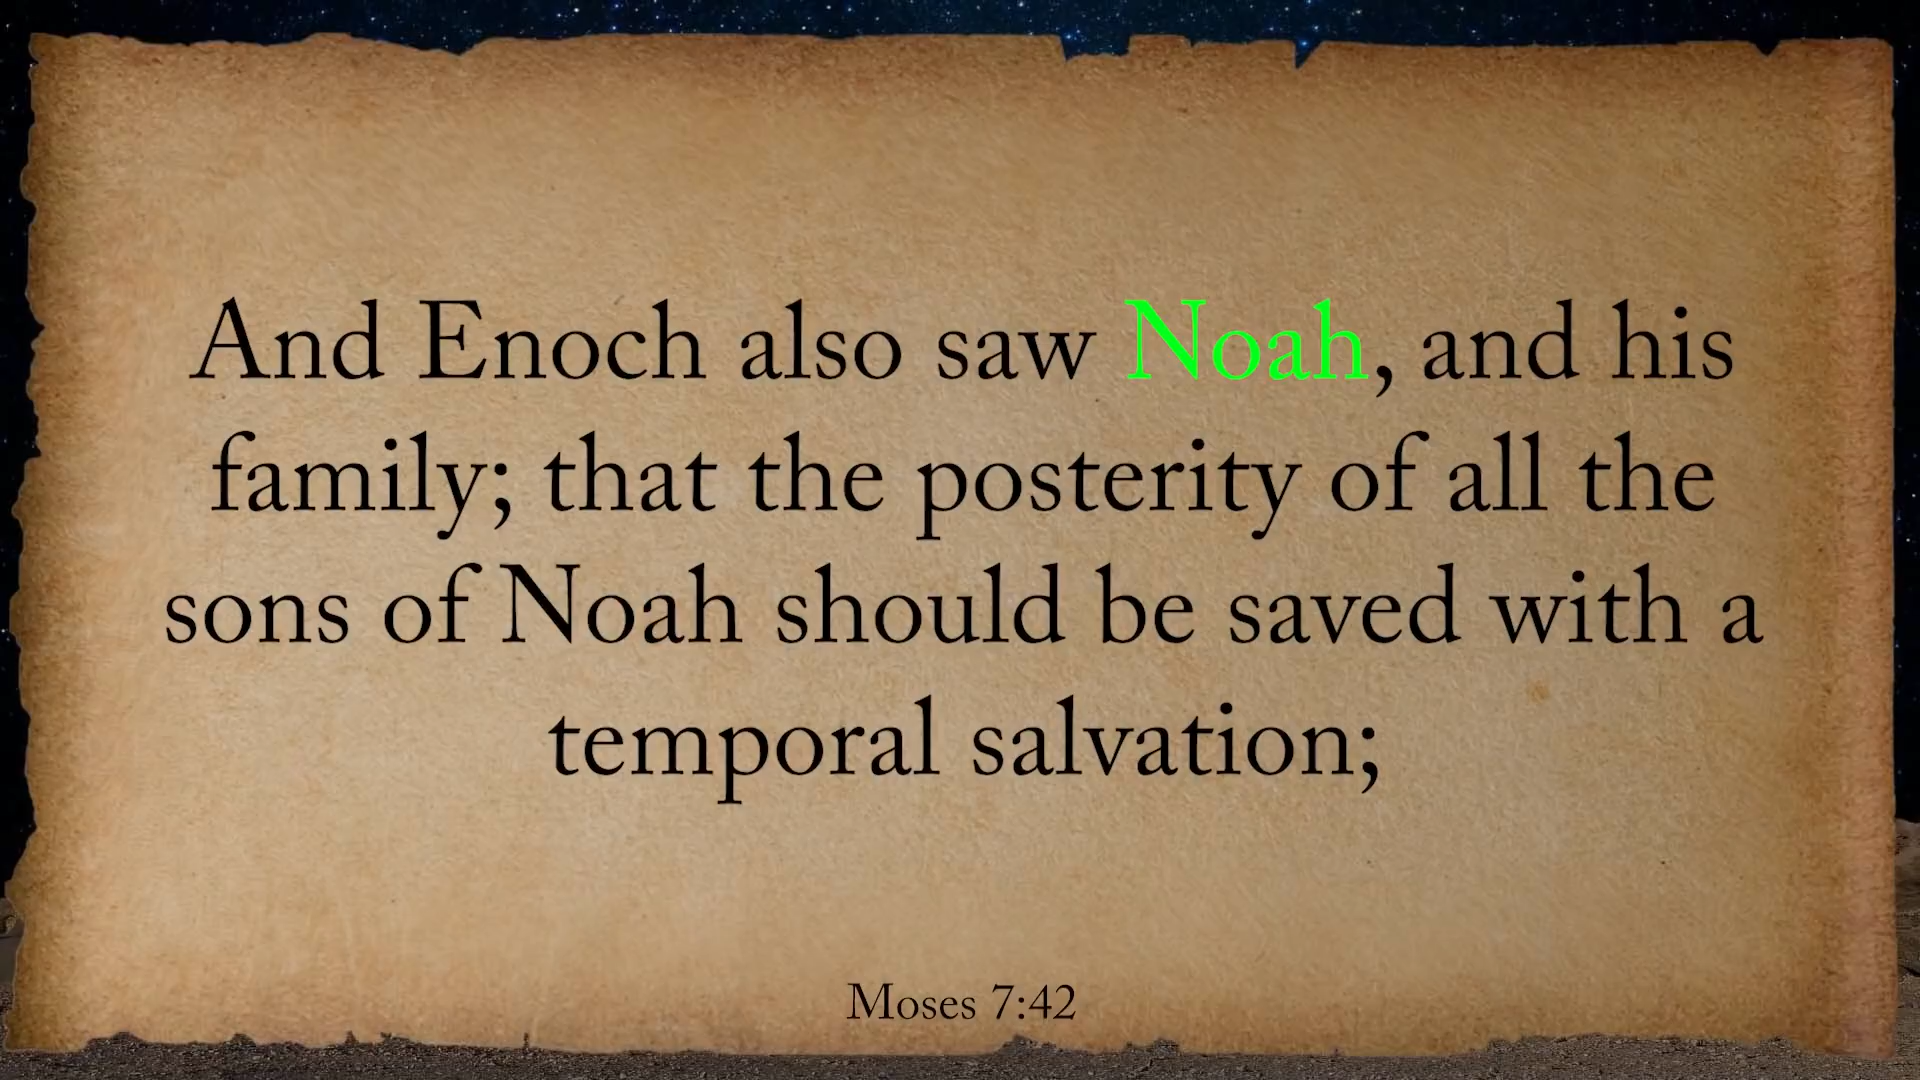 And Enoch also saw Noah, and his
family; that the posterity of all the
sons of Noah should be saved with a
temporal salvation;
Moses 7:42